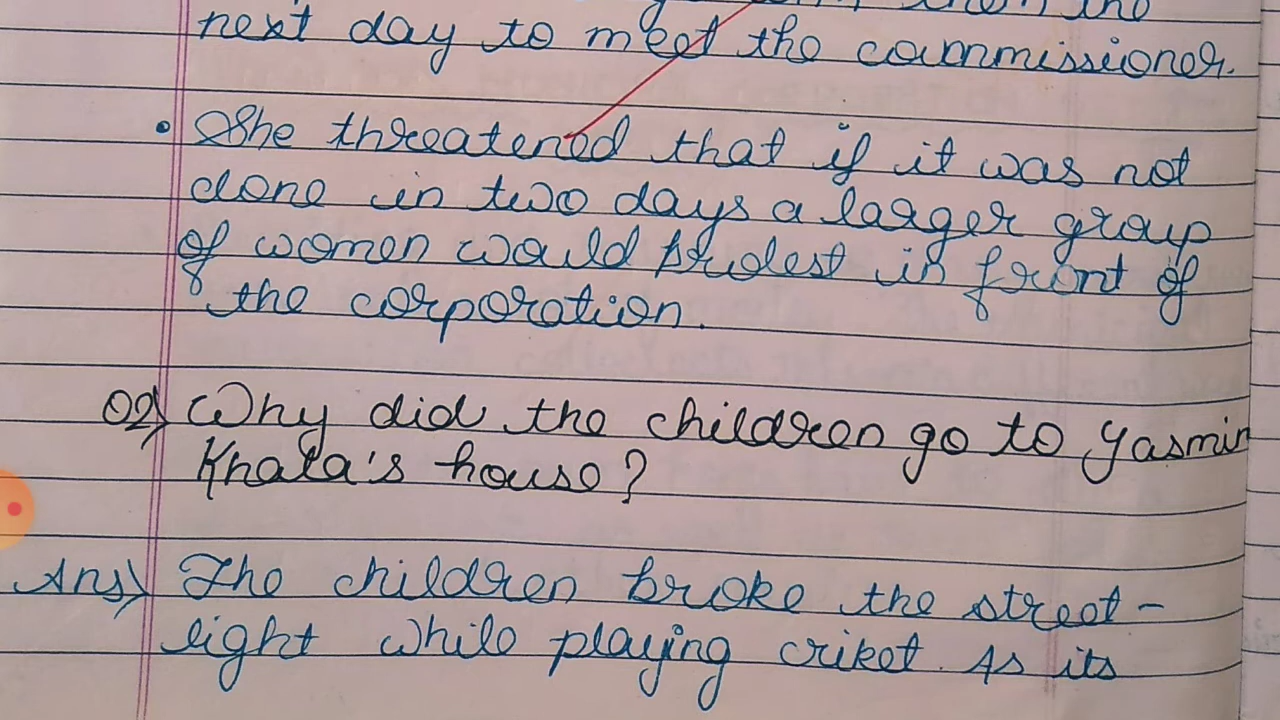 them the
next day to meet the commissioner.
• She threatened that if it was not
done in two days a larger group
of women would protest in front of
the corporation.
Q2) Why did the children go to Yasmin
Khala's house?
Ans) The children broke the street-
light while playing criket. As its